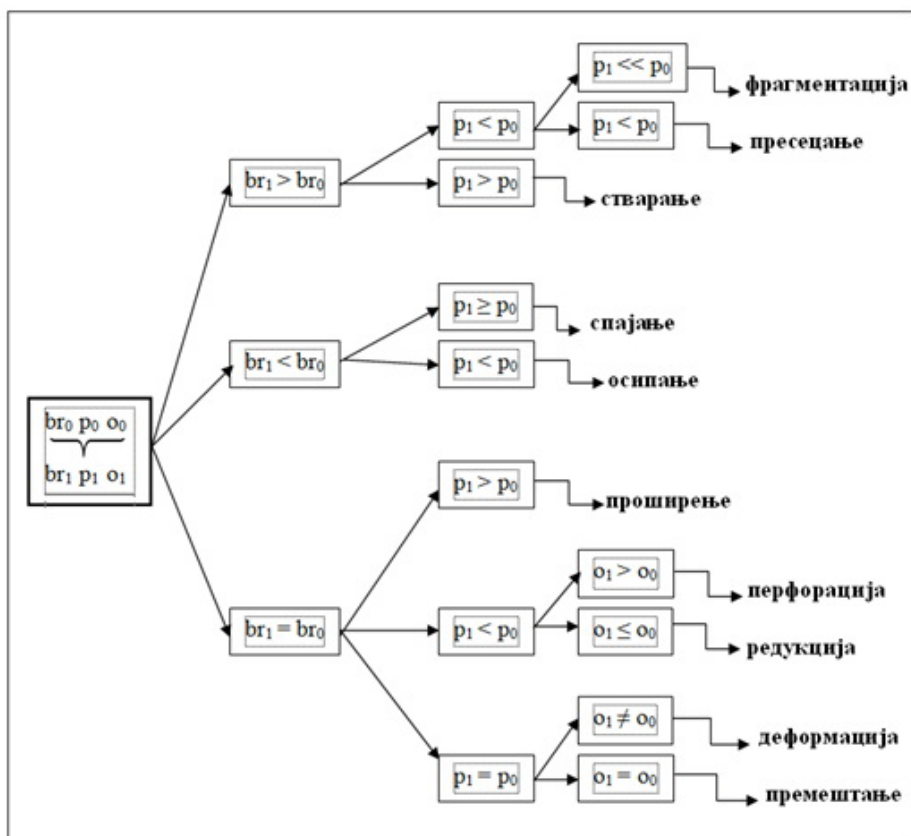 p₁ << p₀
фрагментација
p₁ < p₀
p₁ < p₀
пресецање
br₁ > br₀
p₁ > p₀
стварање
p₁ ≥ p₀
спајање
br₁ < br₀
p₁ < p₀
осипање
br₀ p₀ o₀
br₁ p₁ o₁
p₁ > p₀
проширење
o₁ > o₀
перфорација
br₁ = br₀
p₁ < p₀
o₁ ≤ o₀
редукција
o₁ ≠ o₀
деформација
p₁ = p₀
o₁ = o₀
премештање